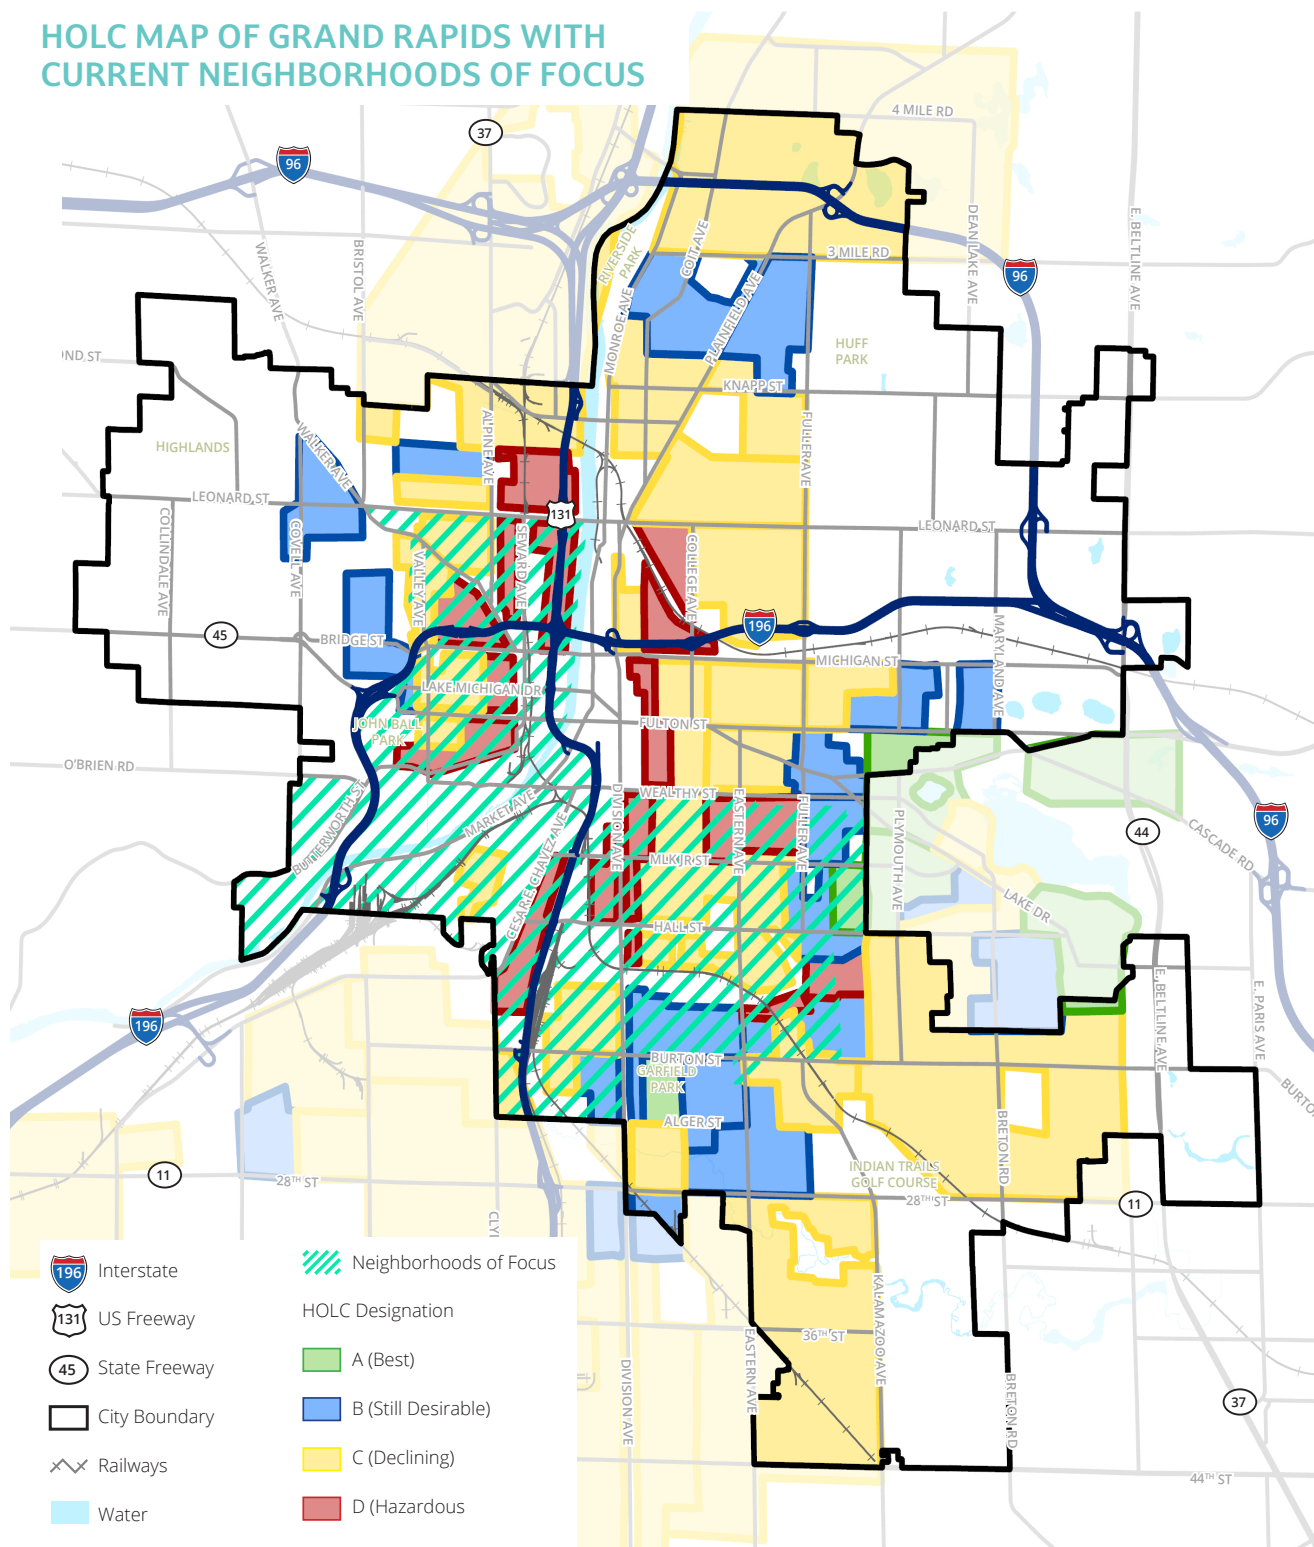 HOLC MAP OF GRAND RAPIDS WITH
CURRENT NEIGHBORHOODS OF FOCUS
4 MILE RD
37
96
WALKER AVE
BRISTOL AVE
RIVERSIDE
PARK
COIT AVE
3 MILE RD
DEAN LAKE AVE
E. BELTLINE AVE
96
MONROE AVE
PLAINFIELD AVE
HUFF
PARK
OND ST
KNAPP ST
HIGHLANDS
WALKER AVE
ALPINE AVE
FULLER AVE
LEONARD ST
131
LEONARD ST
COLLINDALE AVE
COVELL AVE
VALLEY AVE
SEWARD AVE
COLLEGE AVE
45
BRIDGE ST
196
MARYLAND AVE
MICHIGAN ST
LAKE MICHIGAN DR
JOHN BALL
PARK
FULTON ST
O'BRIEN RD
WEALTHY ST
BUTTERWORTH ST
MARKET AVE
DIVISION AVE
EASTERN AVE
FULLER AVE
PLYMOUTH AVE
44
CASCADE RD
96
CESAR E. CHAVEZ AVE
MLK JR ST
LAKE DR
HALL ST
E. BELTLINE AVE
E. PARIS AVE
196
BURTON ST
GARFIELD
PARK
BURTO
ALGER ST
BRETON RD
11
28TH ST
INDIAN TRAILS
GOLF COURSE
28TH ST
11
CLY
KALAMAZOO AVE
36TH ST
EASTERN AVE
DIVISION AVE
BRETON RD
37
44TH ST
196
Interstate
131
US Freeway
45
State Freeway
City Boundary
Railways
Water
Neighborhoods of Focus
HOLC Designation
A (Best)
B (Still Desirable)
C (Declining)
D (Hazardous